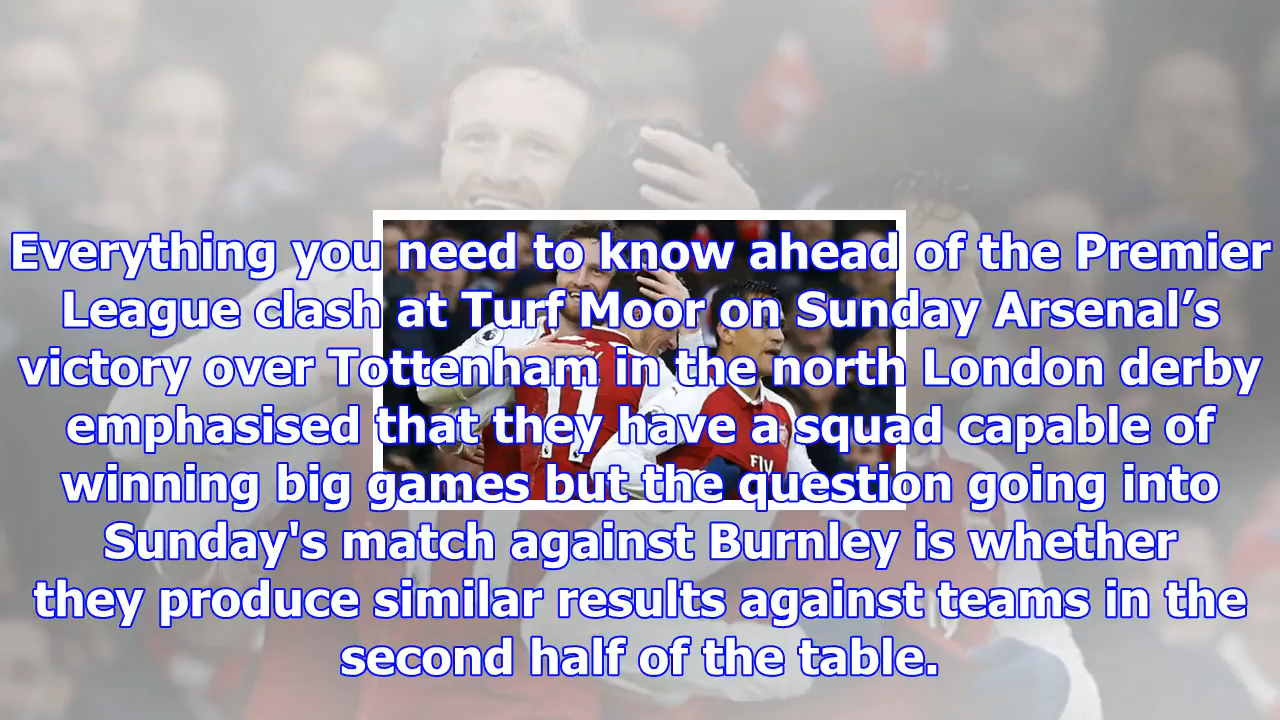 Everything you need to know ahead of the Premier
League clash at Turf Moor on Sunday Arsenal’s
victory over Tottenham in the north London derby
emphasised that they have a squad capable of
winning big games but the question going into
Sunday's match against Burnley is whether
they produce similar results against teams in the
second half of the table.
11
FLY